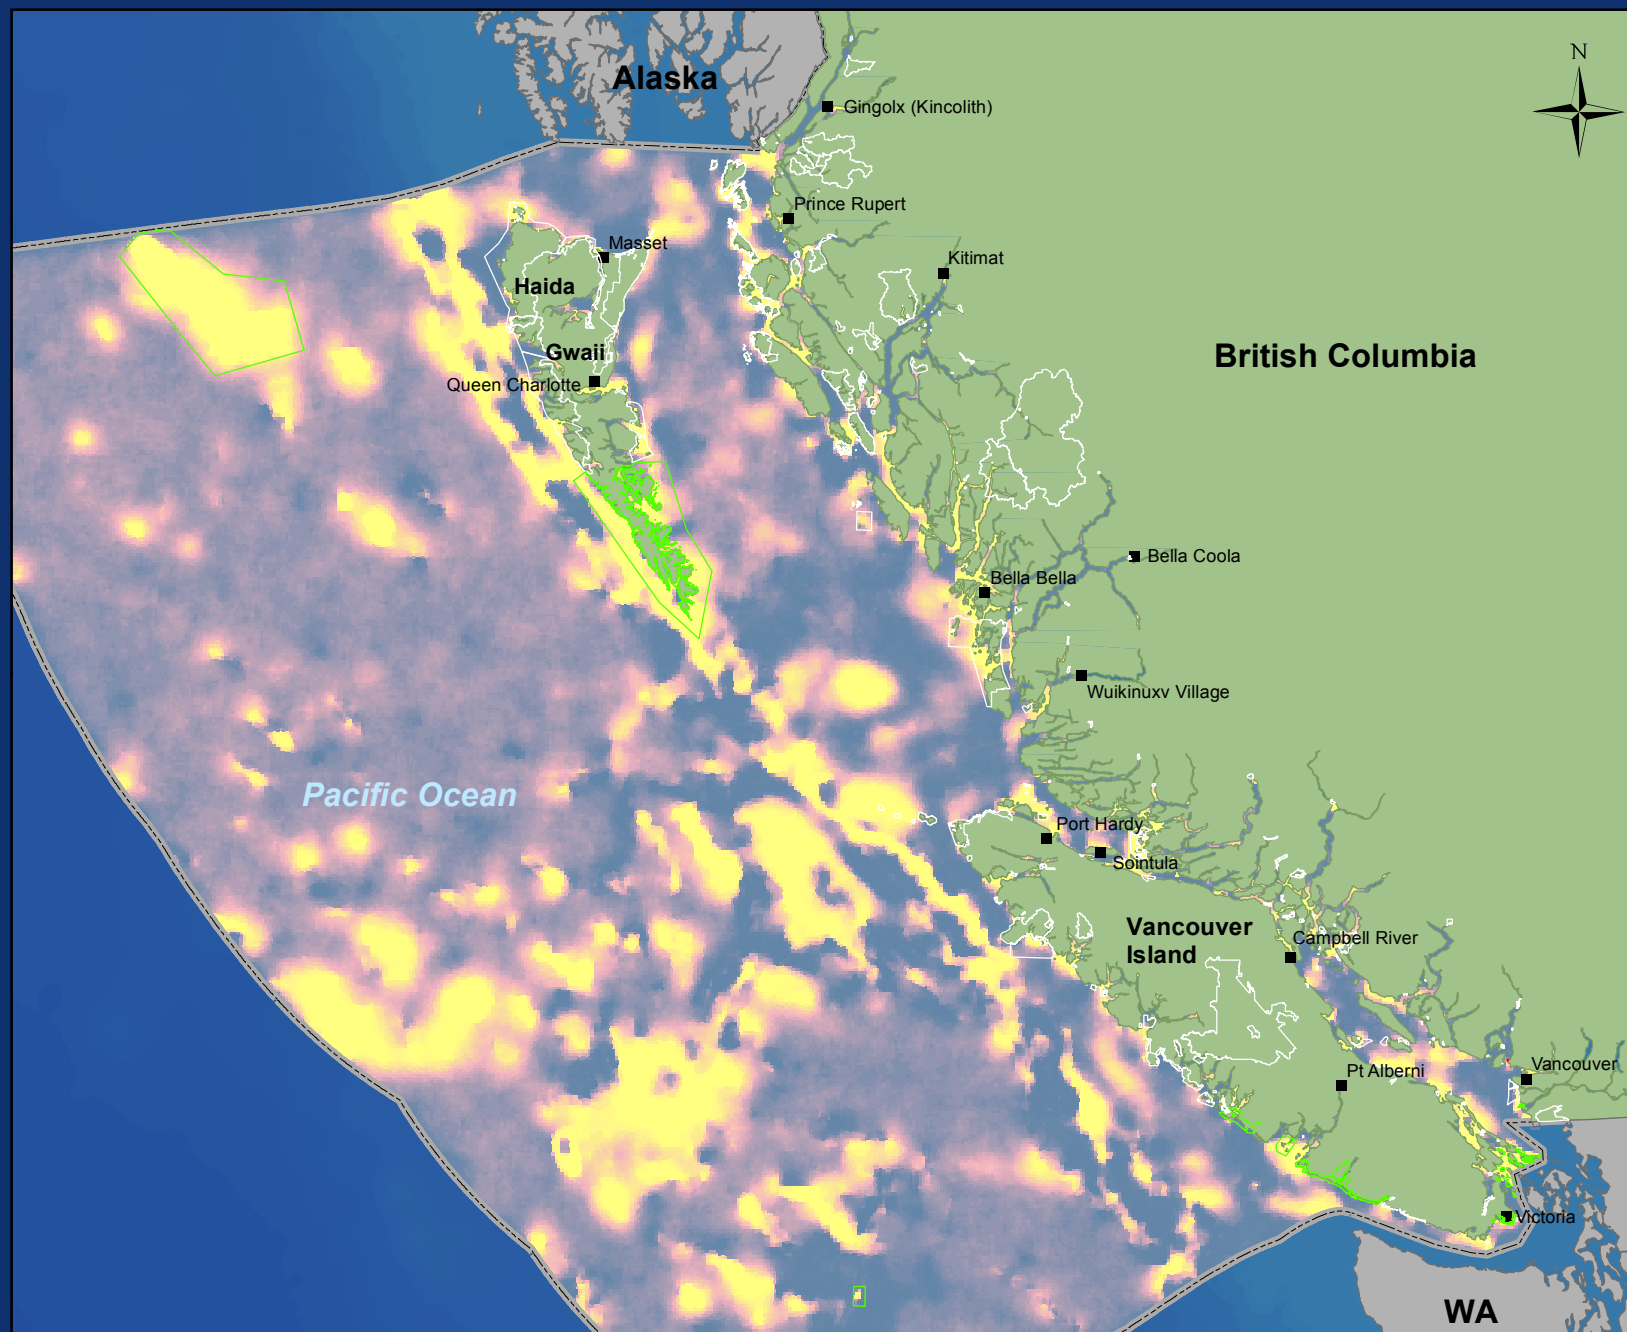 N
Alaska
Gingolx (Kincolith)
Prince Rupert
Masset
Kitimat
Haida
Gwaii
British Columbia
Queen Charlotte
Bella Coola
Bella Bella
Wuikinuxv Village
Pacific Ocean
Port Hardy
Sointula
Vancouver
Island
Campbell River
Pt Alberni
Vancouver
Victoria
WA